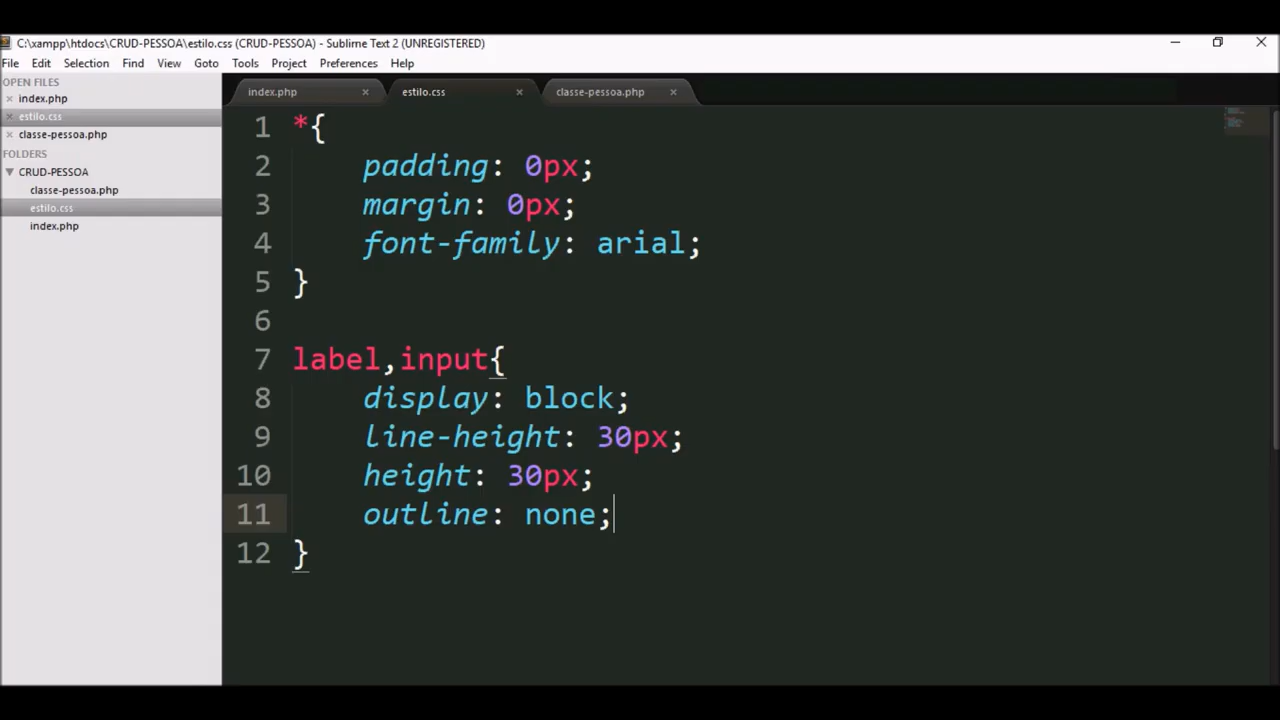 C:\xampp\htdocs\CRUD-PESSOA\estilo.css (CRUD-PESSOA) - Sublime Text 2 (UNREGISTERED)
File Edit Selection Find View Goto Tools Project Preferences Help
OPEN FILES
index.php
estilo.css
classe-pessoa.php
FOLDERS
CRUD-PESSOA
classe-pessoa.php
estilo.css
index.php
index.php estilo.css classe-pessoa.php
1 *{
2 padding: 0px;
3 margin: 0px;
4 font-family: arial;
5 }
6
7 label,input{
8 display: block;
9 line-height: 30px;
10 height: 30px;
11 outline: none;
12 }